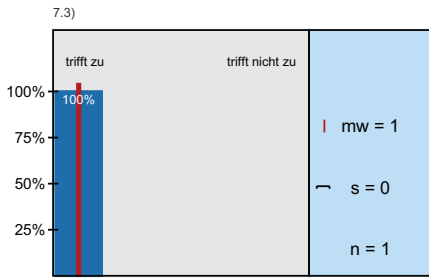 7.3)
trifft zu trifft nicht zu
100%
100%
75%
50%
25%
mw = 1
s = 0
n = 1